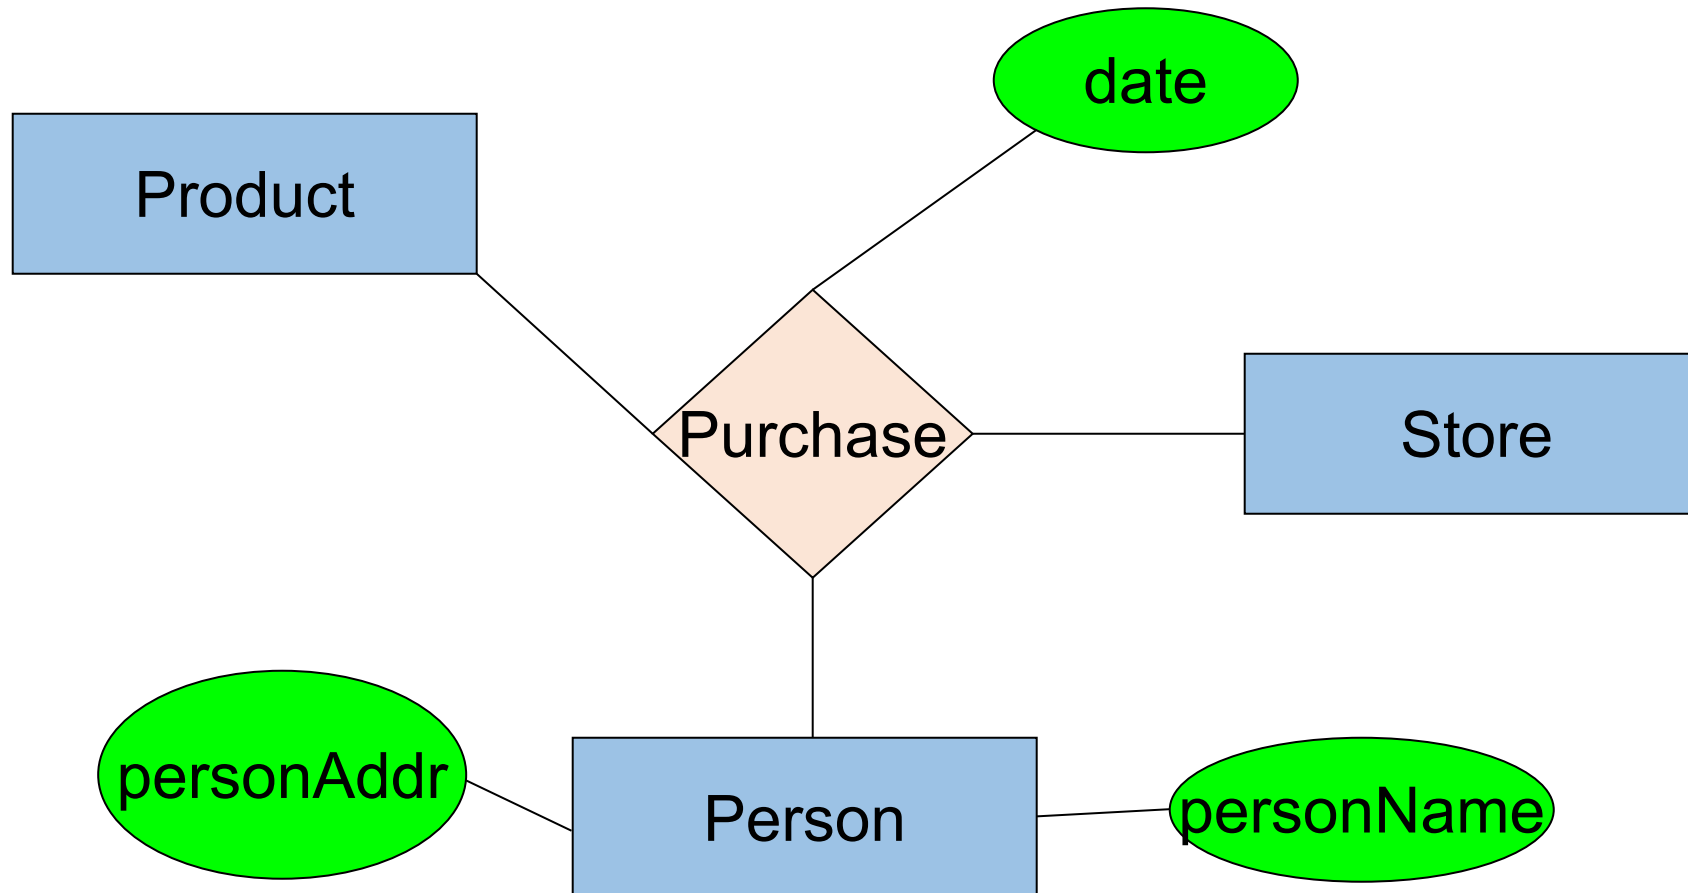 date
Product
Purchase
Store
personAddr
Person
personName